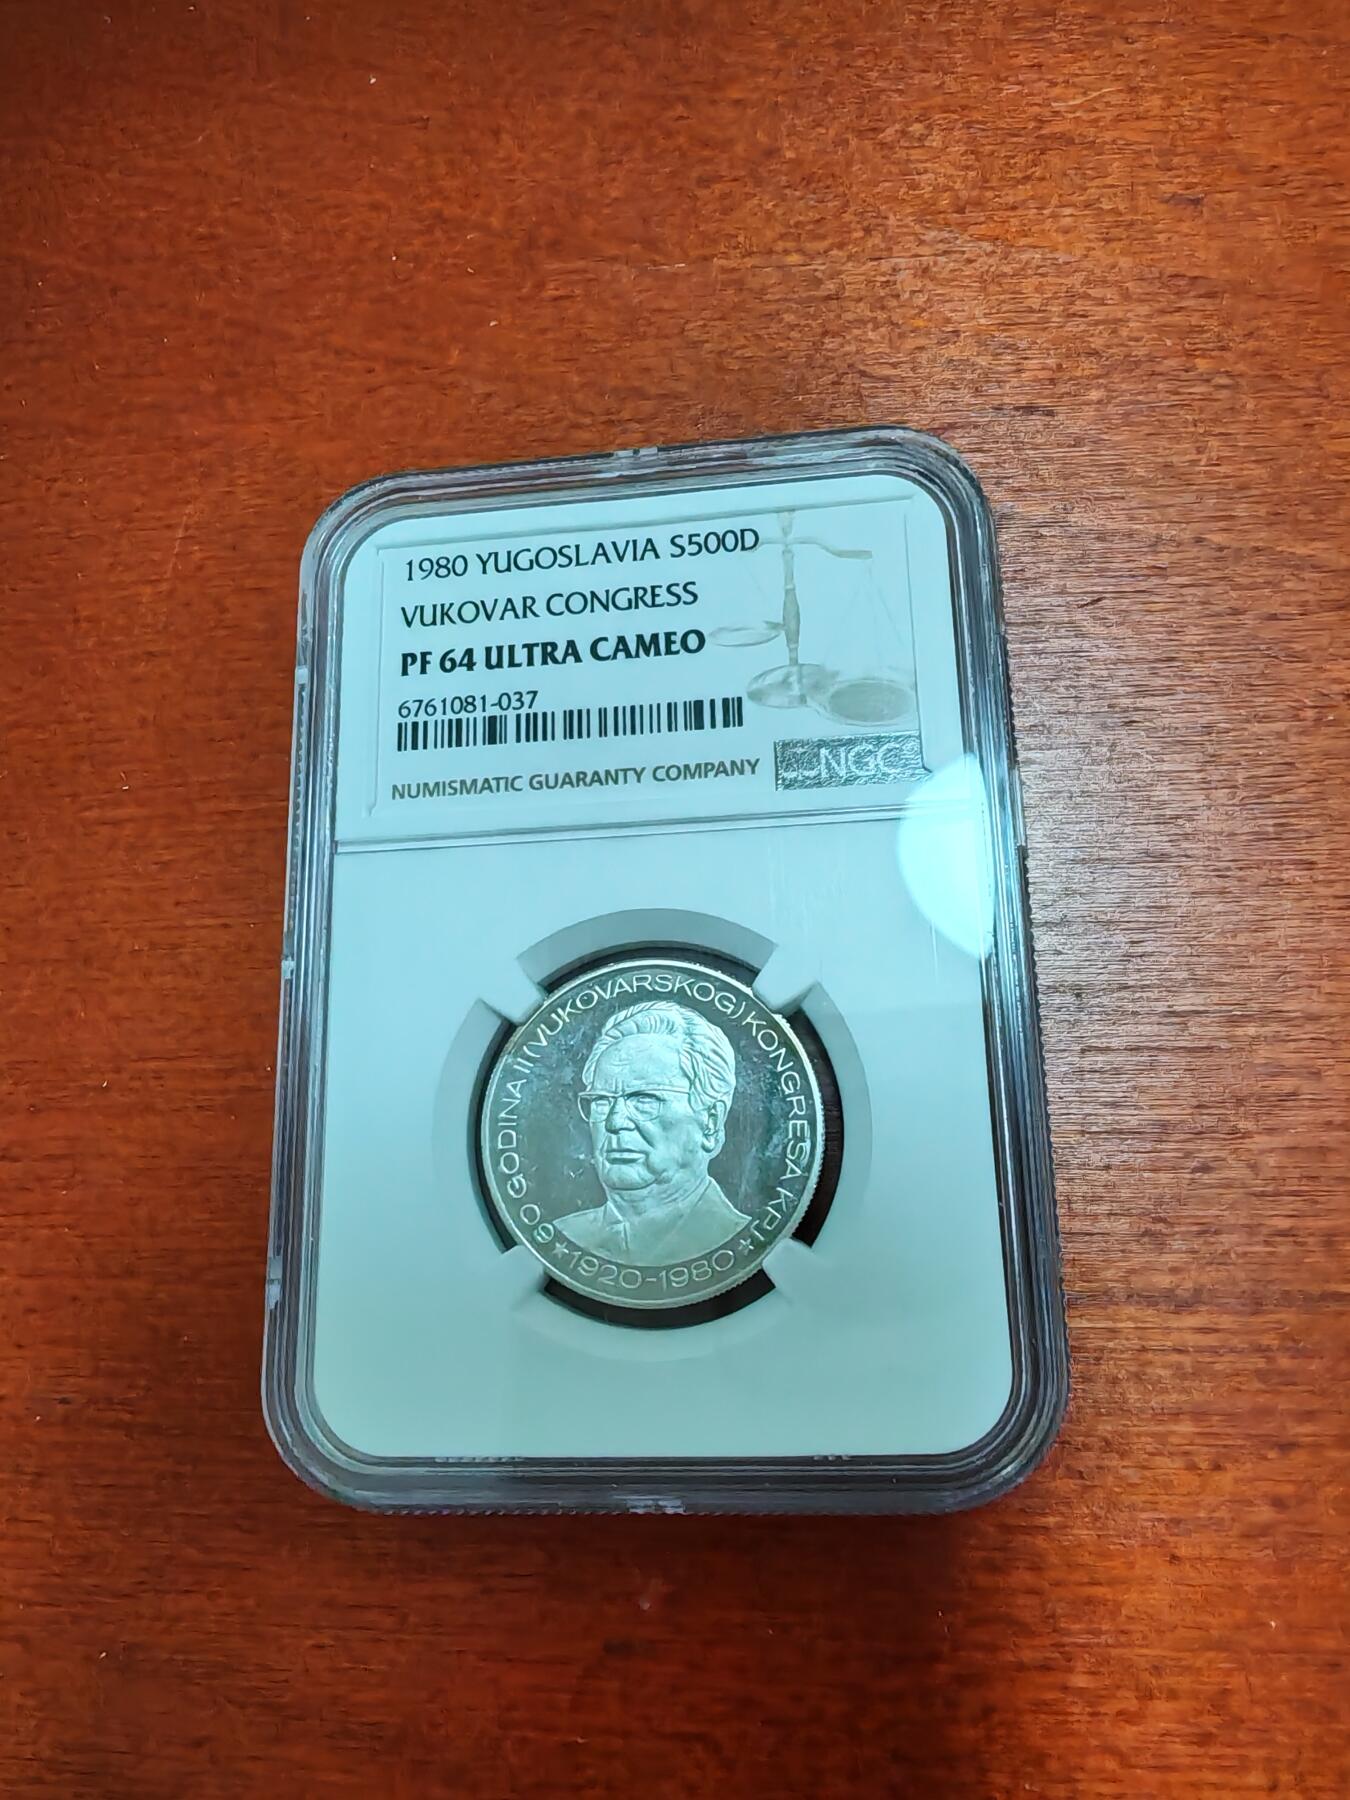 1980 YUGOSLAVIA S500D
VUKOVAR CONGRESS
PF 64 ULTRA CAMEO
6761081-037
NUMISMATIC GUARANTY COMPANY
NGC
60 GODINA II (VUKOVARSKOG) KONGRESA KPJ
★1920-1980★